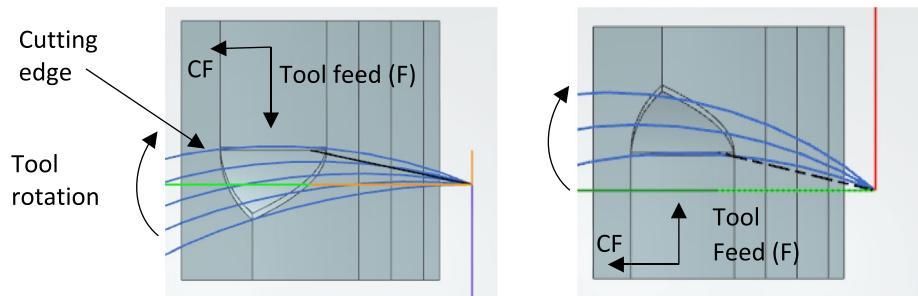 Cutting
edge
CF
Tool feed (F)
Tool
rotation
CF
Tool
Feed (F)